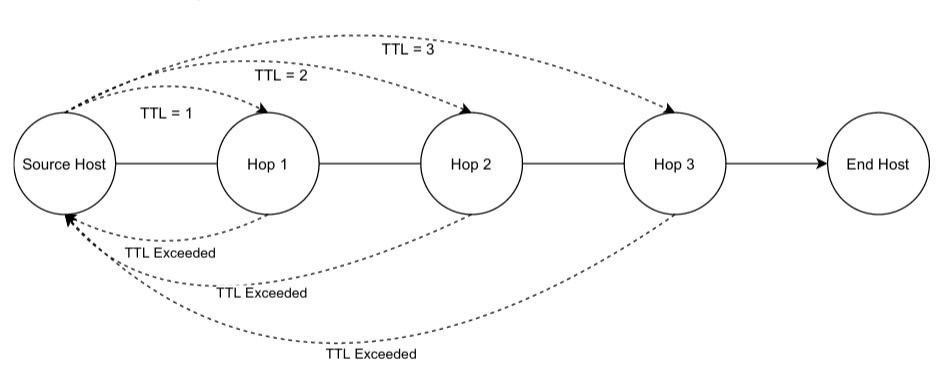 TTL = 3
TTL = 2
TTL = 1
Source Host
Hop 1
Hop 2
Hop 3
End Host
TTL Exceeded
TTL Exceeded
TTL Exceeded